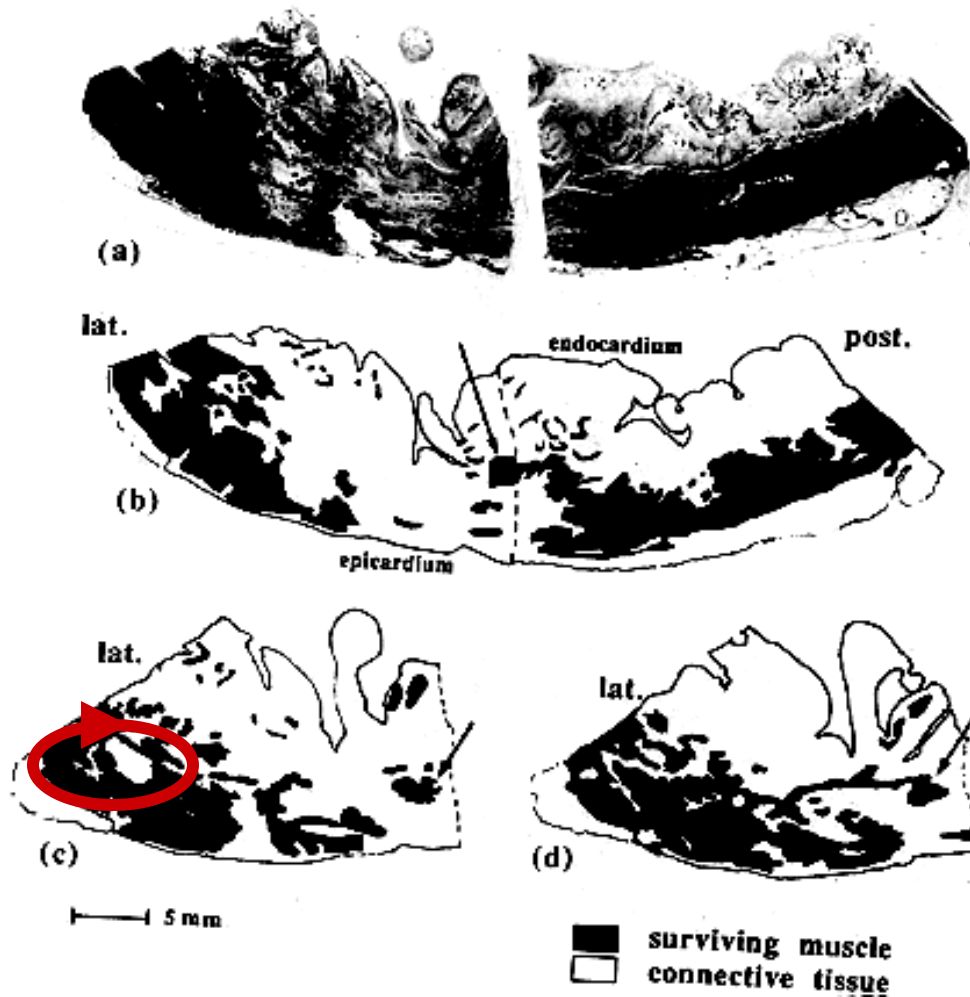 (a)
lat.
endocardium
post.
(b)
epicardium
lat.
lat.
(c)
(d)
5 mm
surviving muscle
connective tissue